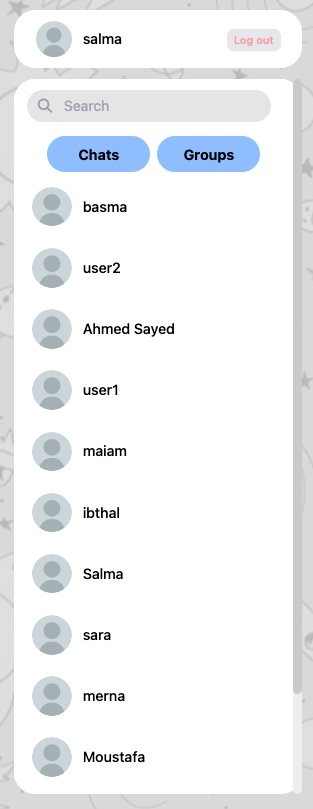 salma
Log out
Search
Chats
Groups
basma
user2
Ahmed Sayed
user1
maiam
ibthal
Salma
sara
merna
Moustafa